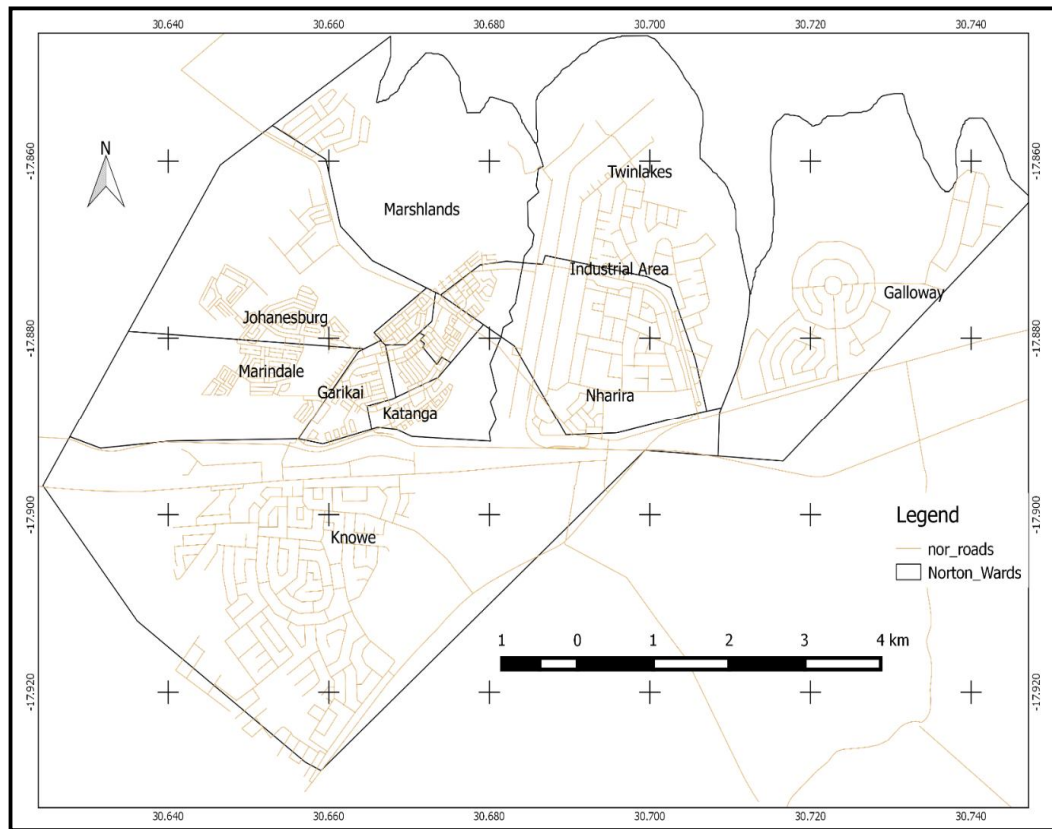 30.640 30.660 30.680 30.700 30.720 30.740
-17.860
-17.860
N
Twinlakes
Marshlands
Industrial Area
Galloway
Johanesburg
-17.880
-17.880
Marindale
Garikai
Nharira
Katanga
-17.900
-17.900
Legend
Knowe
nor_roads
Norton_Wards
1 0 1 2 3 4 km
-17.920
-17.920
30.640 30.660 30.680 30.700 30.720 30.740